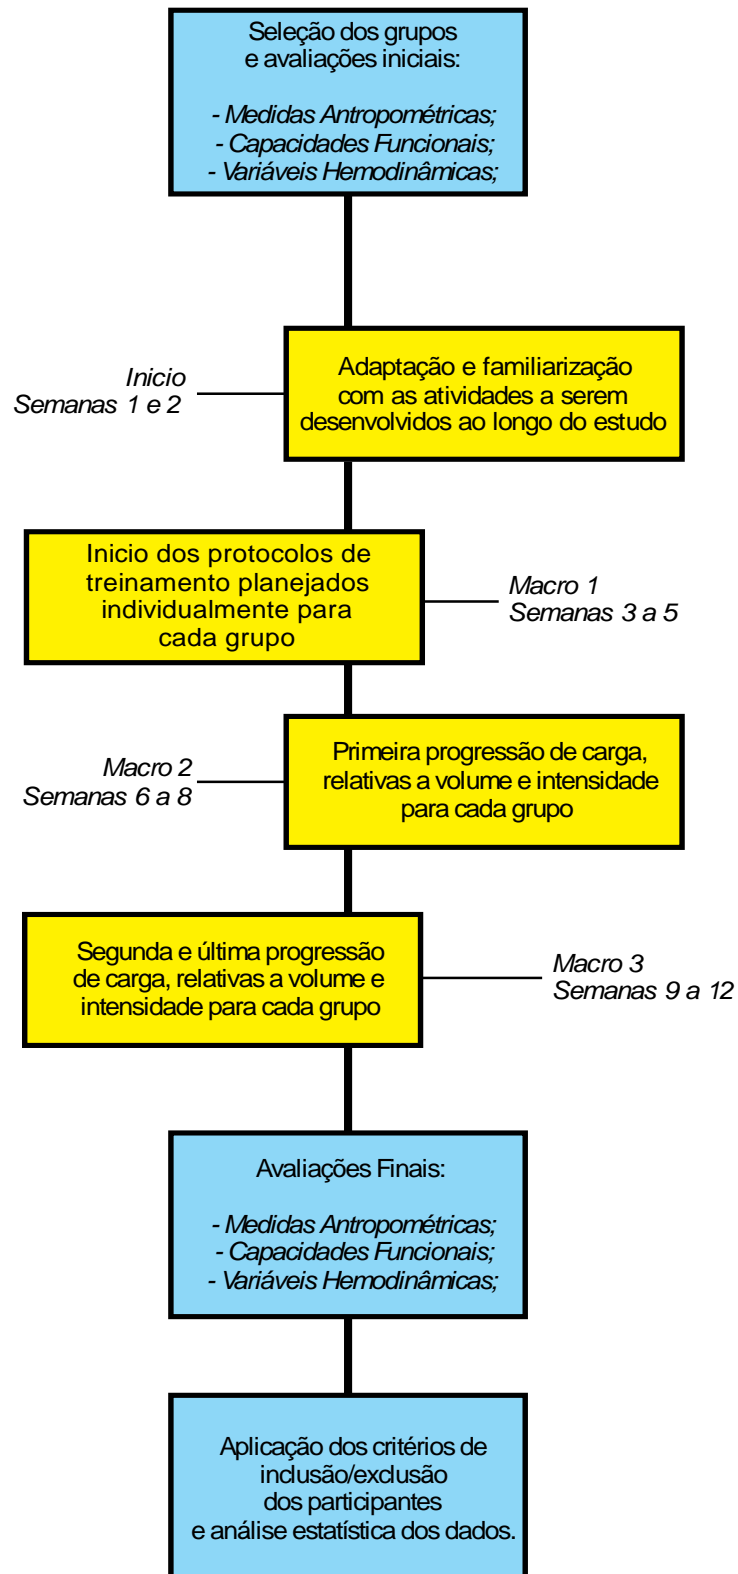 Seleção dos grupos
e avaliações iniciais:
- Medidas Antropométricas;
- Capacidades Funcionais;
- Variáveis Hemodinâmicas;
Inicio
Semanas 1 e 2
Adaptação e familiarização
com as atividades a serem
desenvolvidos ao longo do estudo
Inicio dos protocolos de
treinamento planejados
individualmente para
cada grupo
Macro 1
Semanas 3 a 5
Macro 2
Semanas 6 a 8
Primeira progressão de carga,
relativas a volume e intensidade
para cada grupo
Segunda e última progressão
de carga, relativas a volume e
intensidade para cada grupo
Macro 3
Semanas 9 a 12
Avaliações Finais:
- Medidas Antropométricas;
- Capacidades Funcionais;
- Variáveis Hemodinâmicas;
Aplicação dos critérios de
inclusão/exclusão
dos participantes
e análise estatística dos dados.